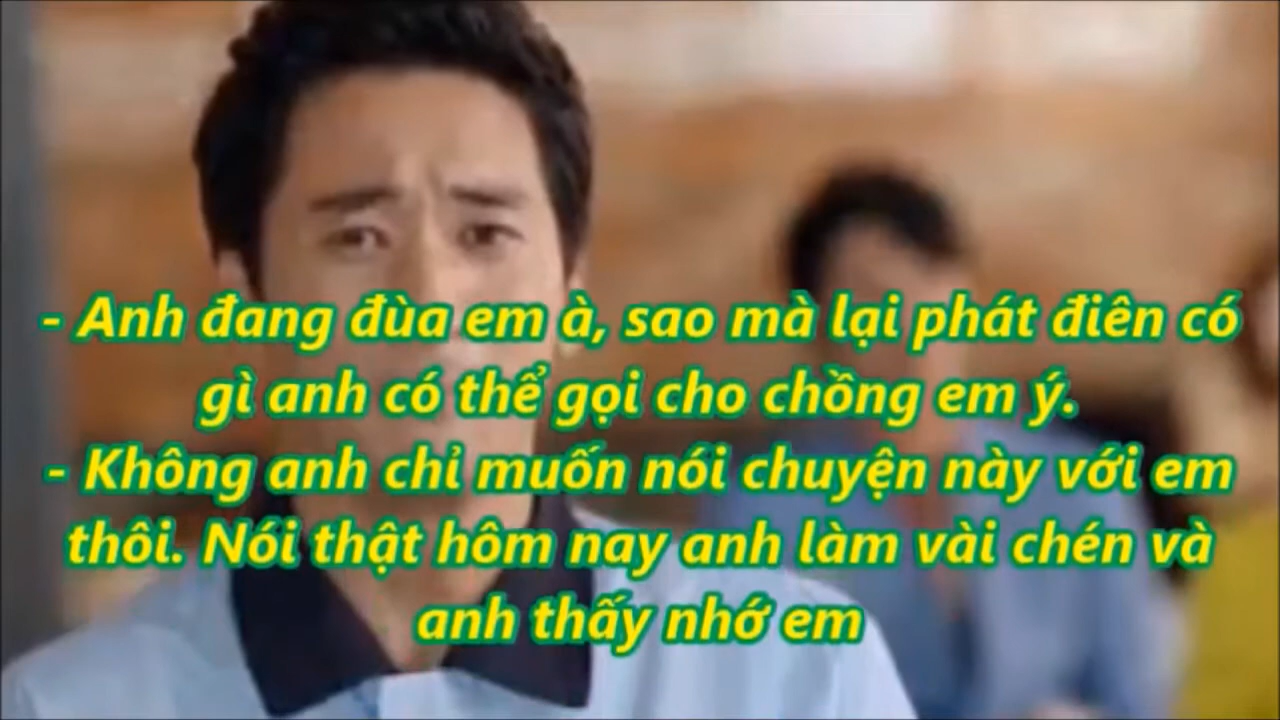 - Anh đang đùa em à, sao mà lại phát điên có
gì anh có thể gọi cho chồng em ý.
- Không anh chỉ muốn nói chuyện này với em
thôi. Nói thật hôm nay anh làm vài chén và
anh thấy nhớ em